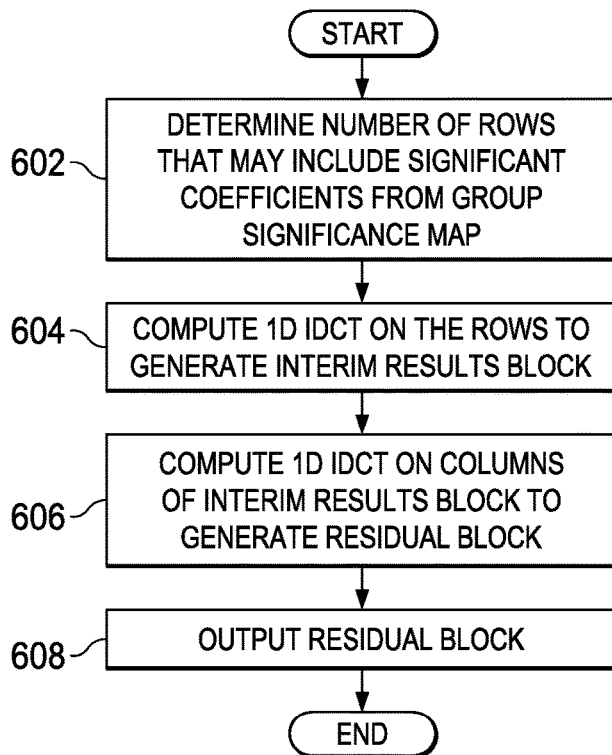 START
602
DETERMINE NUMBER OF ROWS
THAT MAY INCLUDE SIGNIFICANT
COEFFICIENTS FROM GROUP
SIGNIFICANCE MAP
604
COMPUTE 1D IDCT ON THE ROWS TO
GENERATE INTERIM RESULTS BLOCK
606
COMPUTE 1D IDCT ON COLUMNS
OF INTERIM RESULTS BLOCK TO
GENERATE RESIDUAL BLOCK
608
OUTPUT RESIDUAL BLOCK
END